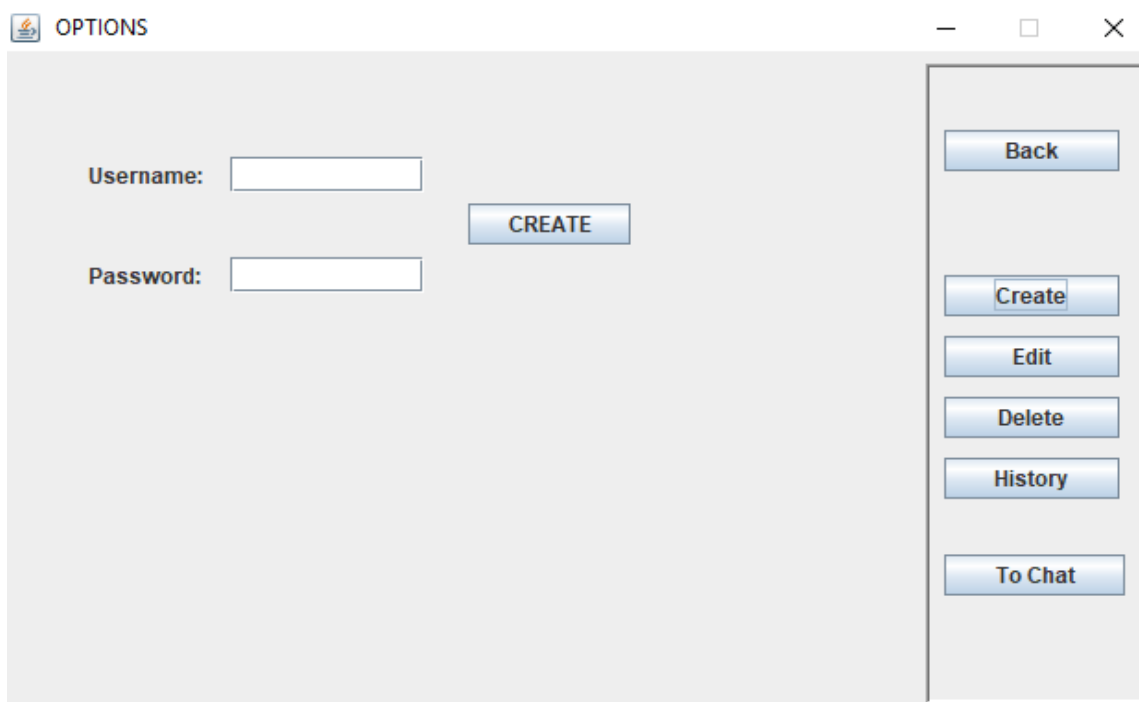 OPTIONS
Username:
CREATE
Password:
Back
Create
Edit
Delete
History
To Chat